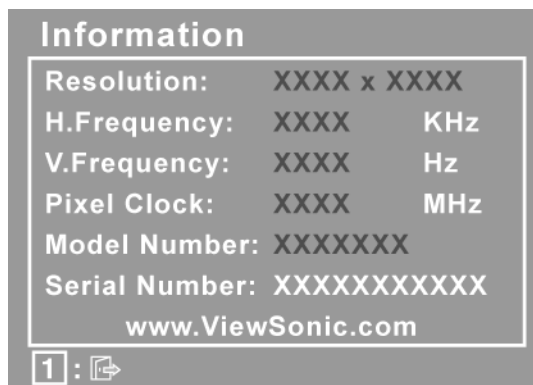 Information
Resolution: XXXX x XXXX
H.Frequency: XXXX KHz
V.Frequency: XXXX Hz
Pixel Clock: XXXX MHz
Model Number: XXXXXXX
Serial Number: XXXXXXXXXXX
www.ViewSonic.com
1 :